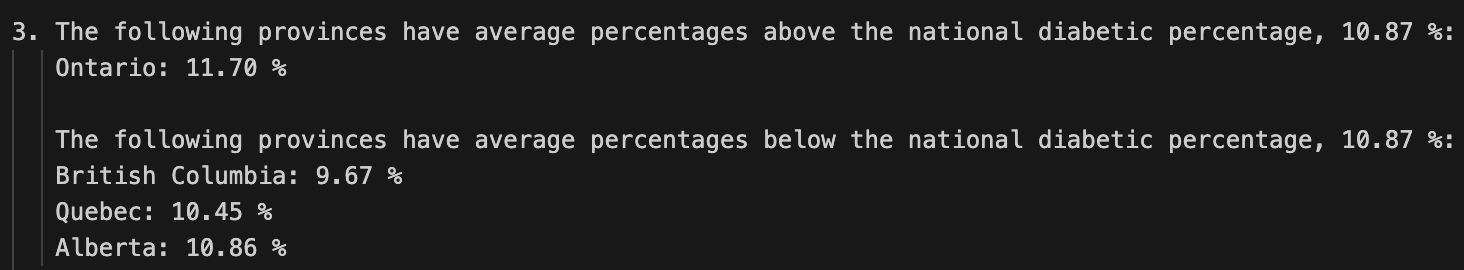 3. The following provinces have average percentages above the national diabetic percentage, 10.87 %:
Ontario: 11.70 %

The following provinces have average percentages below the national diabetic percentage, 10.87 %:
British Columbia: 9.67 %
Quebec: 10.45 %
Alberta: 10.86 %